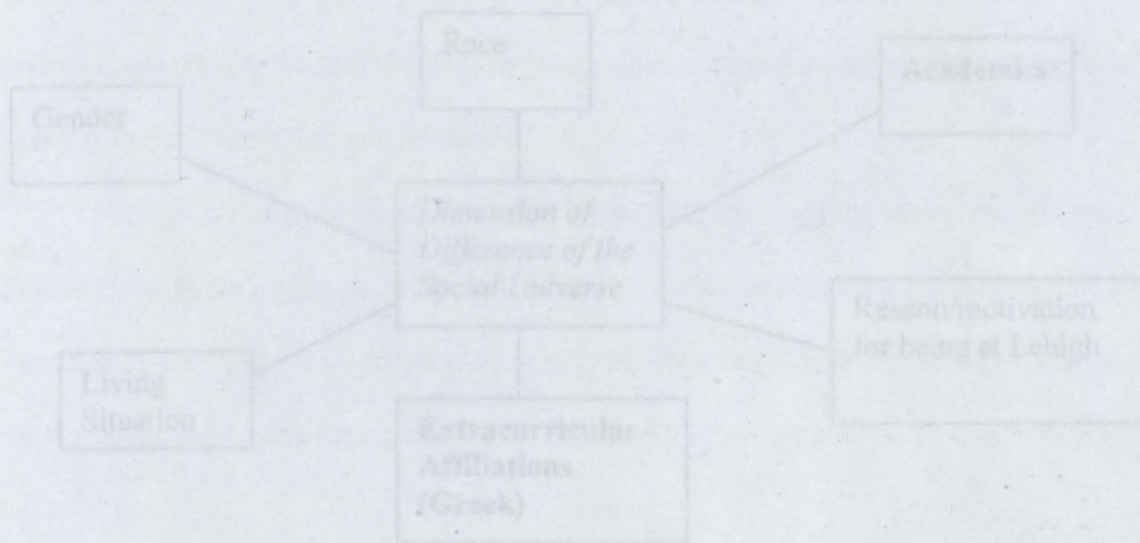 Race
Academics
Gender
Dimension of
Difference of the
Social Universe
Reason/motivation
for being at Lehigh
Living
Situation
Extracurricular
Affiliations
(Greek)